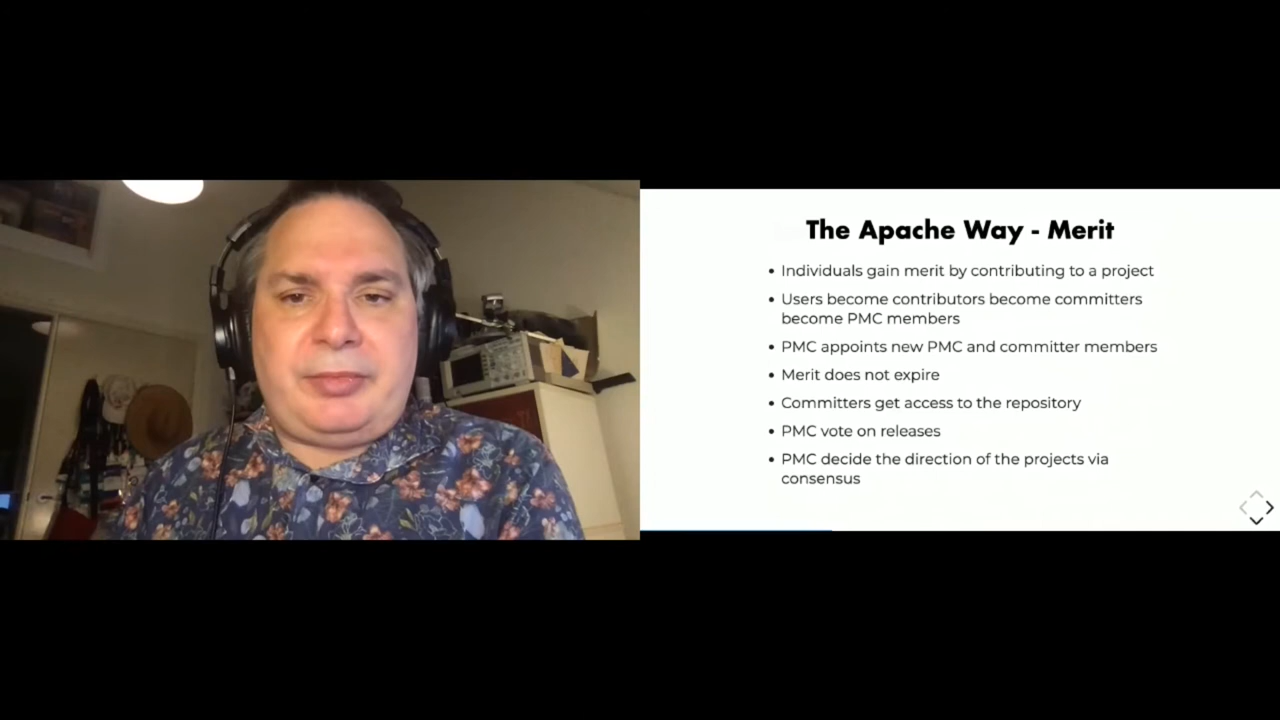 The Apache Way - Merit
Individuals gain merit by contributing to a project
Users become contributors become committers
become PMC members
PMC appoints new PMC and committer members
Merit does not expire
Committers get access to the repository
PMC vote on releases
PMC decide the direction of the projects via
consensus